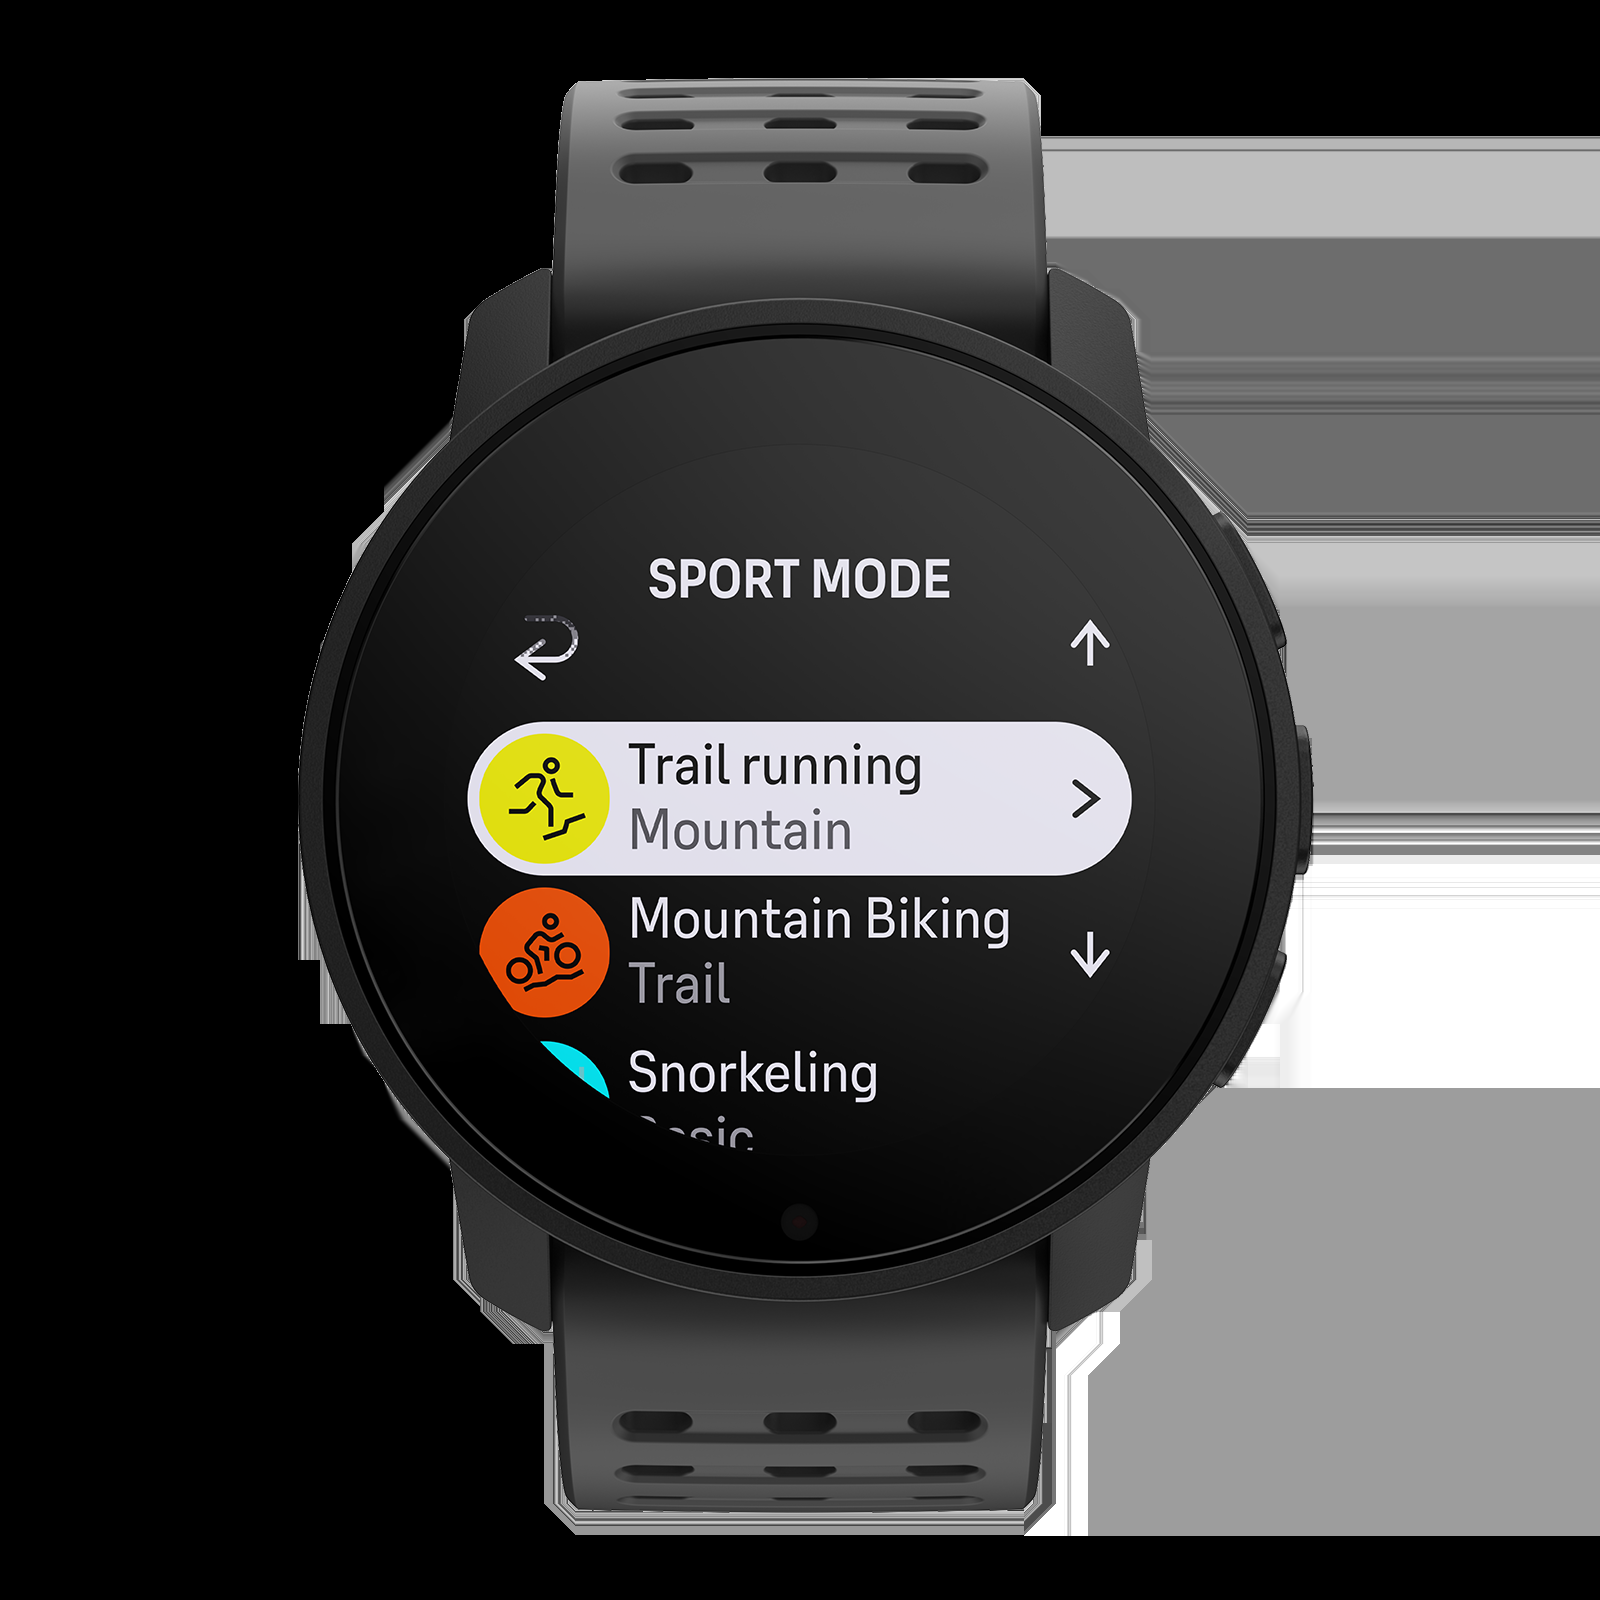 SPORT MODE
Trail running
Mountain
Mountain Biking
Trail
Snorkeling